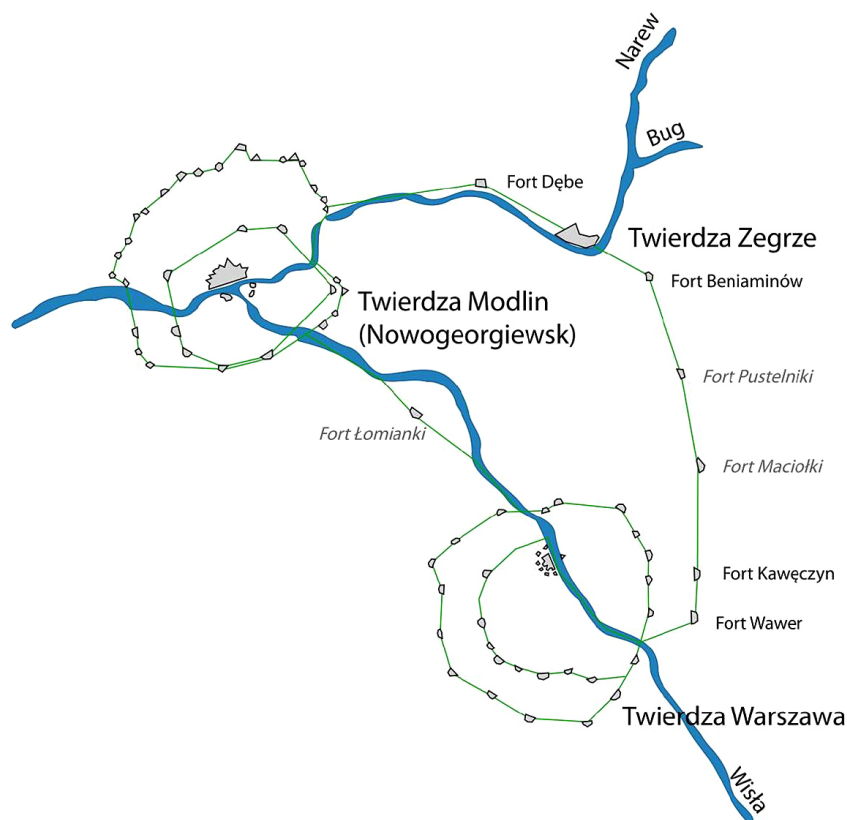 Narew
Bug
Fort Dębe
Twierdza Zegrze
Fort Beniaminów
Twierdza Modlin
(Nowogeorgiewsk)
Fort Pustelniki
Fort Łomianki
Fort Maciołki
Fort Kawęczyn
Fort Wawer
Twierdza Warszawa
Wisła